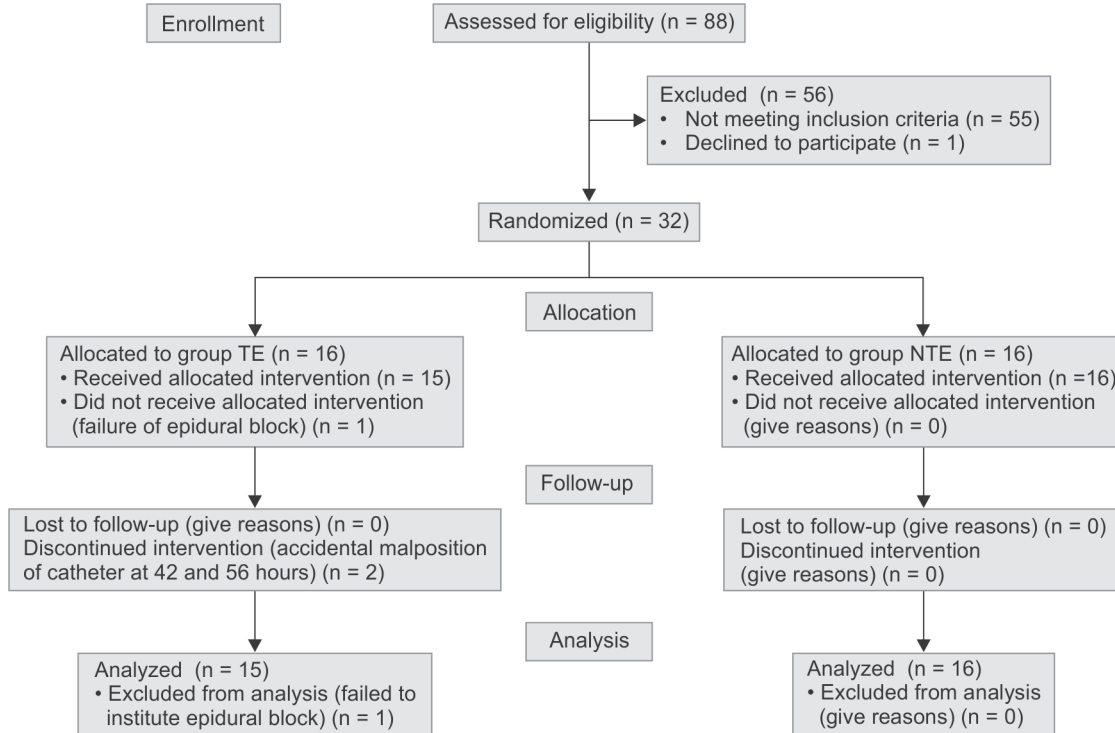 Enrollment
Assessed for eligibility (n = 88)
Excluded (n = 56)
• Not meeting inclusion criteria (n = 55)
• Declined to participate (n = 1)
Randomized (n = 32)
Allocation
Allocated to group TE (n = 16)
• Received allocated intervention (n = 15)
• Did not receive allocated intervention
(failure of epidural block) (n = 1)
Allocated to group NTE (n = 16)
• Received allocated intervention (n =16)
• Did not receive allocated intervention
(give reasons) (n = 0)
Follow-up
Lost to follow-up (give reasons) (n = 0)
Discontinued intervention (accidental malposition
of catheter at 42 and 56 hours) (n = 2)
Lost to follow-up (give reasons) (n = 0)
Discontinued intervention
(give reasons) (n = 0)
Analysis
Analyzed (n = 15)
• Excluded from analysis (failed to
institute epidural block) (n = 1)
Analyzed (n = 16)
• Excluded from analysis
(give reasons) (n = 0)